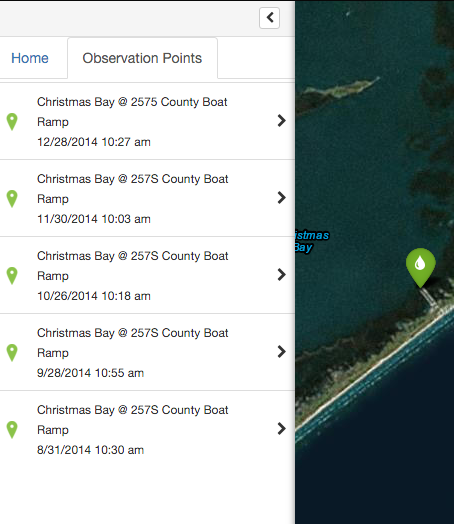 Home
Observation Points
Christmas Bay @ 2575 County Boat
Ramp
12/28/2014 10:27 am
Christmas Bay @ 257S County Boat
Ramp
11/30/2014 10:03 am
Christmas Bay @ 257S County Boat
Ramp
10/26/2014 10:18 am
Christmas Bay @ 257S County Boat
Ramp
9/28/2014 10:55 am
Christmas Bay @ 257S County Boat
Ramp
8/31/2014 10:30 am
istmas
Bay